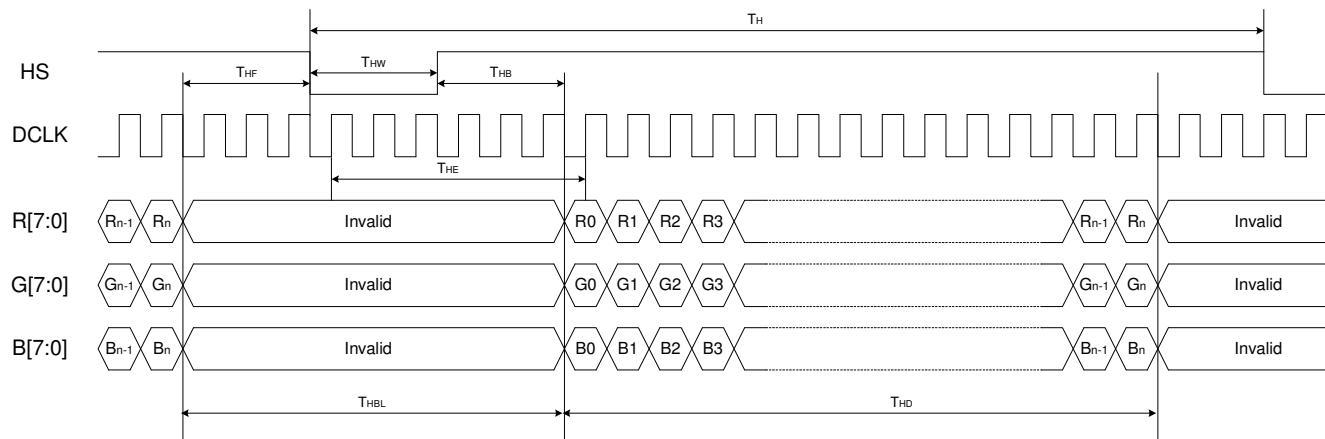 TH
HS
THF THW THB
DCLK
THE
R[7:0] Rn-1 Rn Invalid R0 R1 R2 R3 Rn-1 Rn Invalid
G[7:0] Gn-1 Gn Invalid G0 G1 G2 G3 Gn-1 Gn Invalid
B[7:0] Bn-1 Bn Invalid B0 B1 B2 B3 Bn-1 Bn Invalid
THBL THD